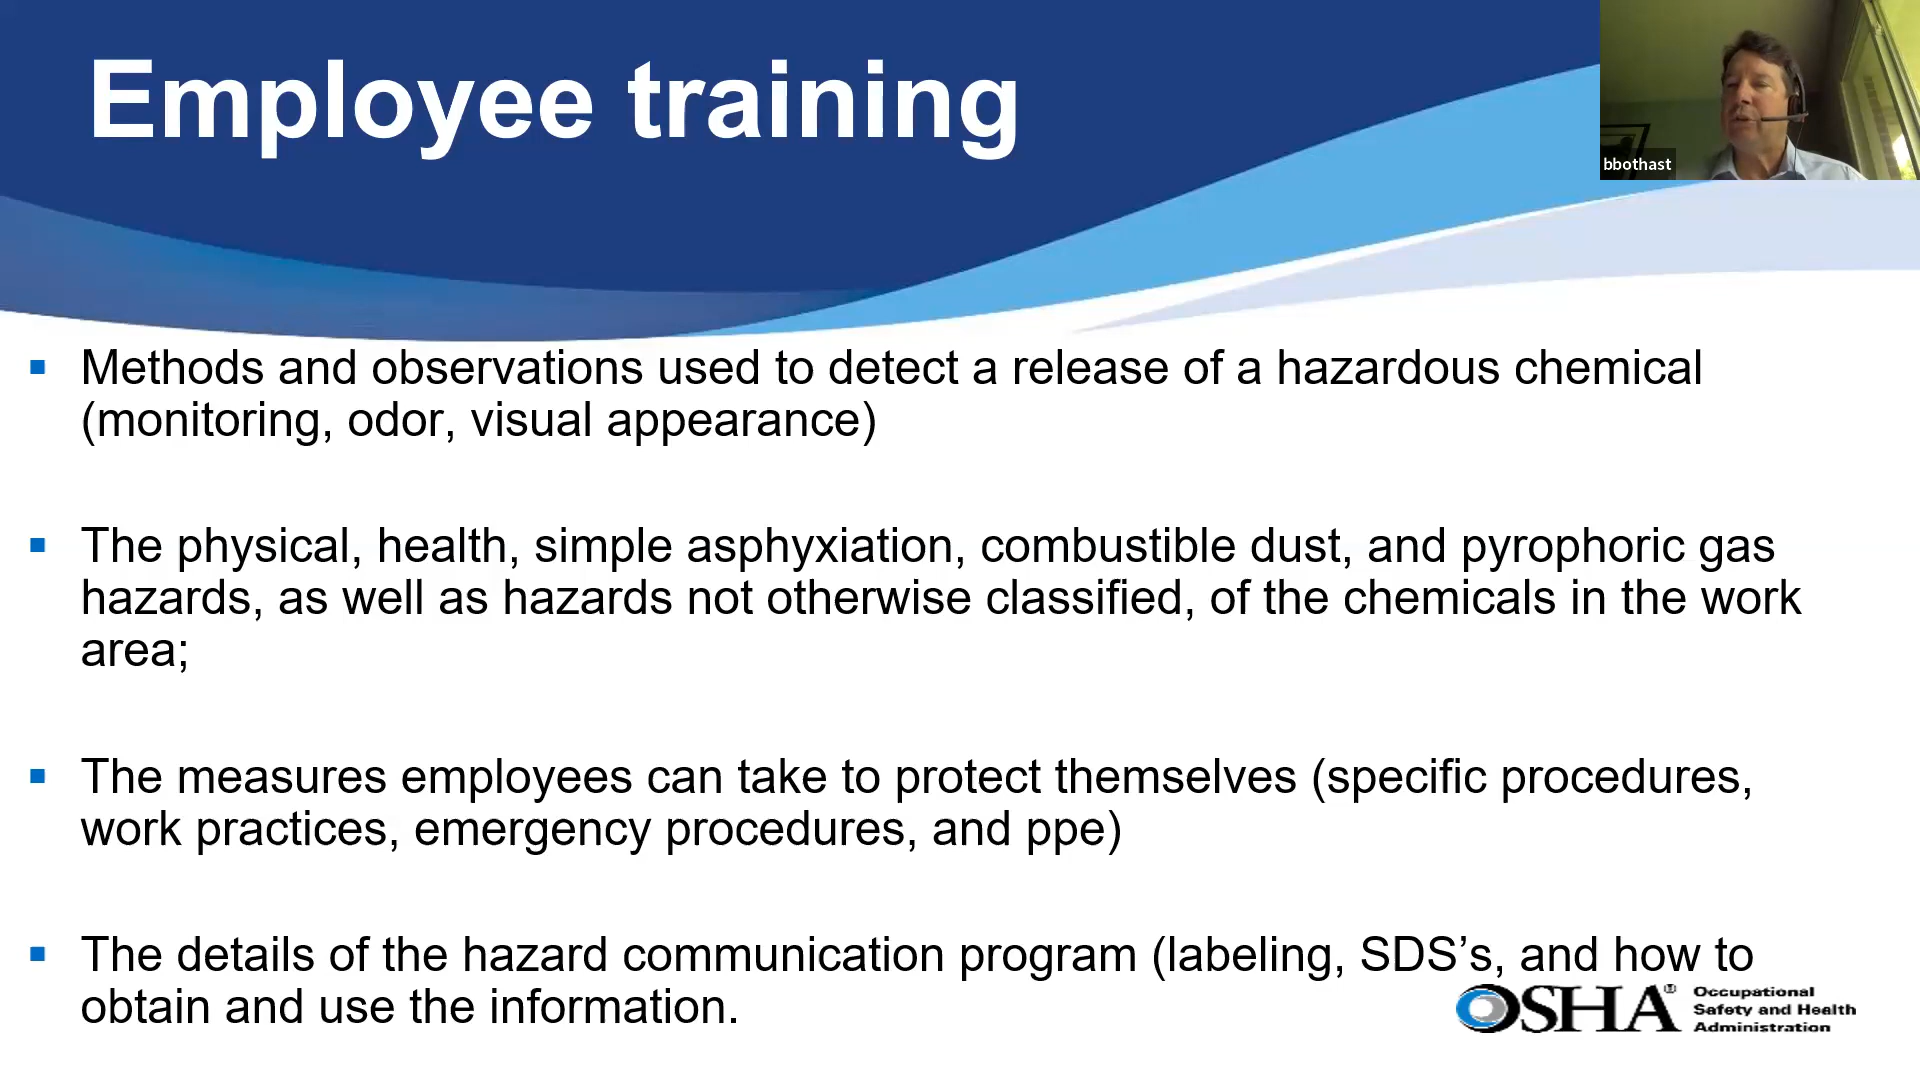 Employee training
bbothast
▪ Methods and observations used to detect a release of a hazardous chemical
(monitoring, odor, visual appearance)
▪ The physical, health, simple asphyxiation, combustible dust, and pyrophoric gas
hazards, as well as hazards not otherwise classified, of the chemicals in the work
area;
▪ The measures employees can take to protect themselves (specific procedures,
work practices, emergency procedures, and ppe)
▪ The details of the hazard communication program (labeling, SDS’s, and how to
obtain and use the information.
OSHA®
Occupational
Safety and Health
Administration